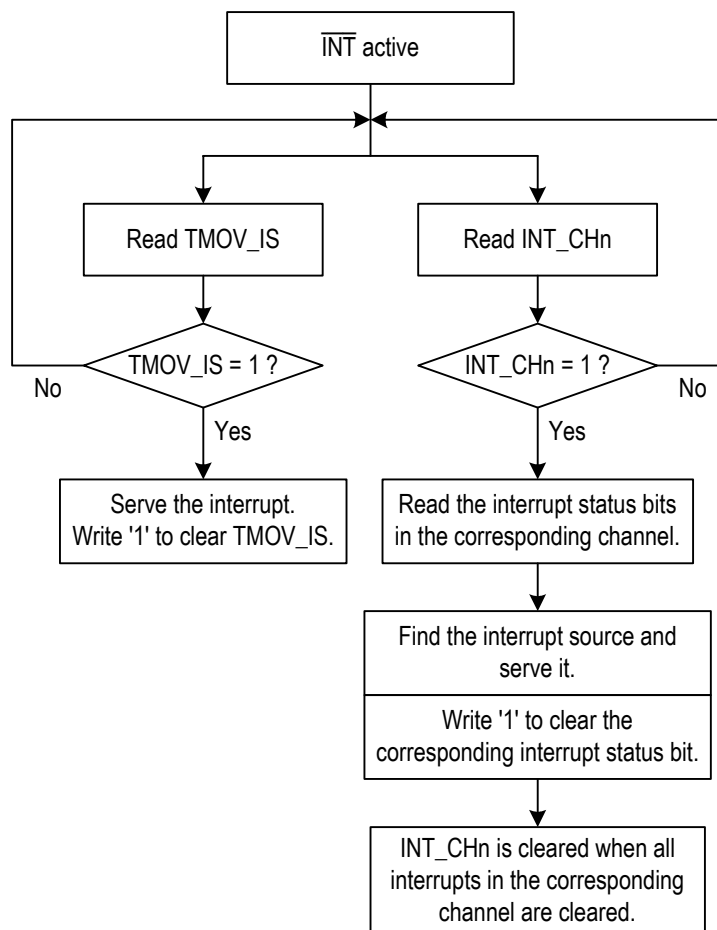 INT active
Read TMOV_IS
Read INT_CHn
TMOV_IS = 1 ?
INT_CHn = 1 ?
No
No
Yes
Yes
Serve the interrupt.
Write '1' to clear TMOV_IS.
Read the interrupt status bits
in the corresponding channel.
Find the interrupt source and
serve it.
Write '1' to clear the
corresponding interrupt status bit.
INT_CHn is cleared when all
interrupts in the corresponding
channel are cleared.